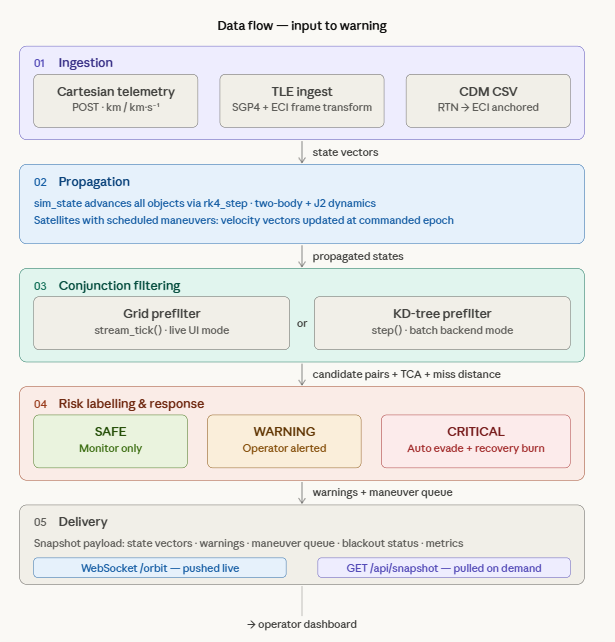 Data flow — input to warning
01 Ingestion
Cartesian telemetry
POST · km / km·s⁻¹
TLE ingest
SGP4 + ECI frame transform
CDM CSV
RTN → ECI anchored
state vectors
02 Propagation
sim_state advances all objects via rk4_step · two-body + J2 dynamics
Satellites with scheduled maneuvers: velocity vectors updated at commanded epoch
propagated states
03 Conjunction filtering
Grid prefilter
stream_tick() · live UI mode
or
KD-tree prefilter
step() · batch backend mode
candidate pairs + TCA + miss distance
04 Risk labelling & response
SAFE
Monitor only
WARNING
Operator alerted
CRITICAL
Auto evade + recovery burn
warnings + maneuver queue
05 Delivery
Snapshot payload: state vectors · warnings · maneuver queue · blackout status · metrics
WebSocket /orbit — pushed live
GET /api/snapshot — pulled on demand
→ operator dashboard